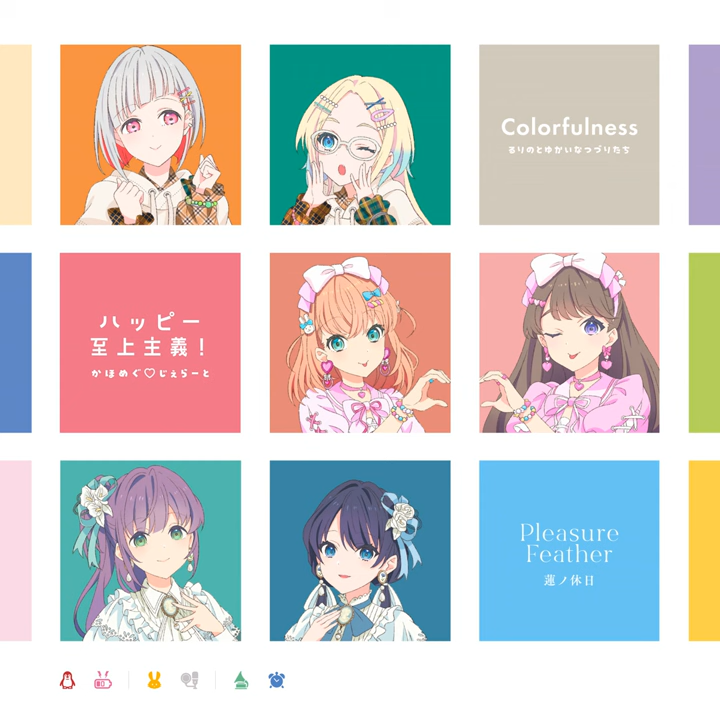 Colorfulness
るりのとゆかいなつづりたち
ハッピー
至上主義！
かほめぐ♡じぇらーと
Pleasure
Feather
蓮ノ休日